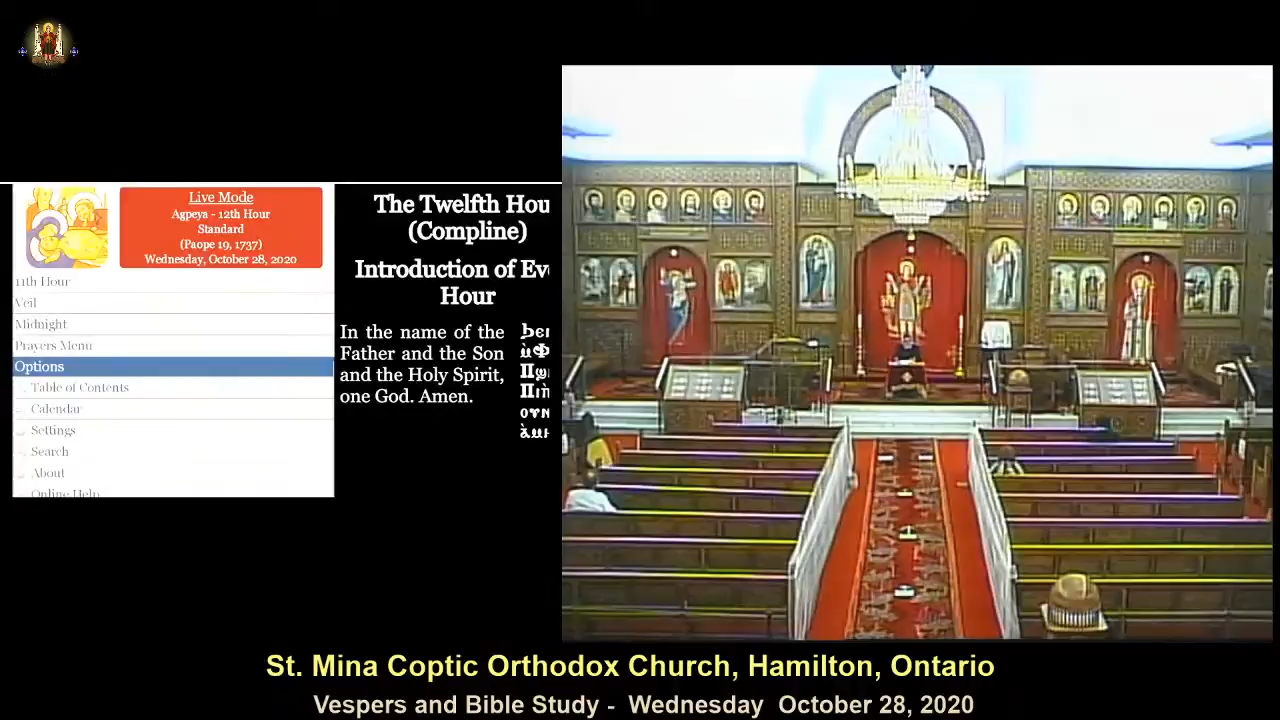 Live Mode
Agpeya - 12th Hour
Standard
(Paope 19, 1737)
Wednesday, October 28, 2020
11th Hour
Veil
Midnight
Prayers Menu
Options
Table of Contents
Calendar
Settings
Search
About
Online Help
The Twelfth Hou
(Compline)
Introduction of Eve
Hour
In the name of the
Father and the Son
and the Holy Spirit,
one God. Amen.
St. Mina Coptic Orthodox Church, Hamilton, Ontario
Vespers and Bible Study - Wednesday October 28, 2020